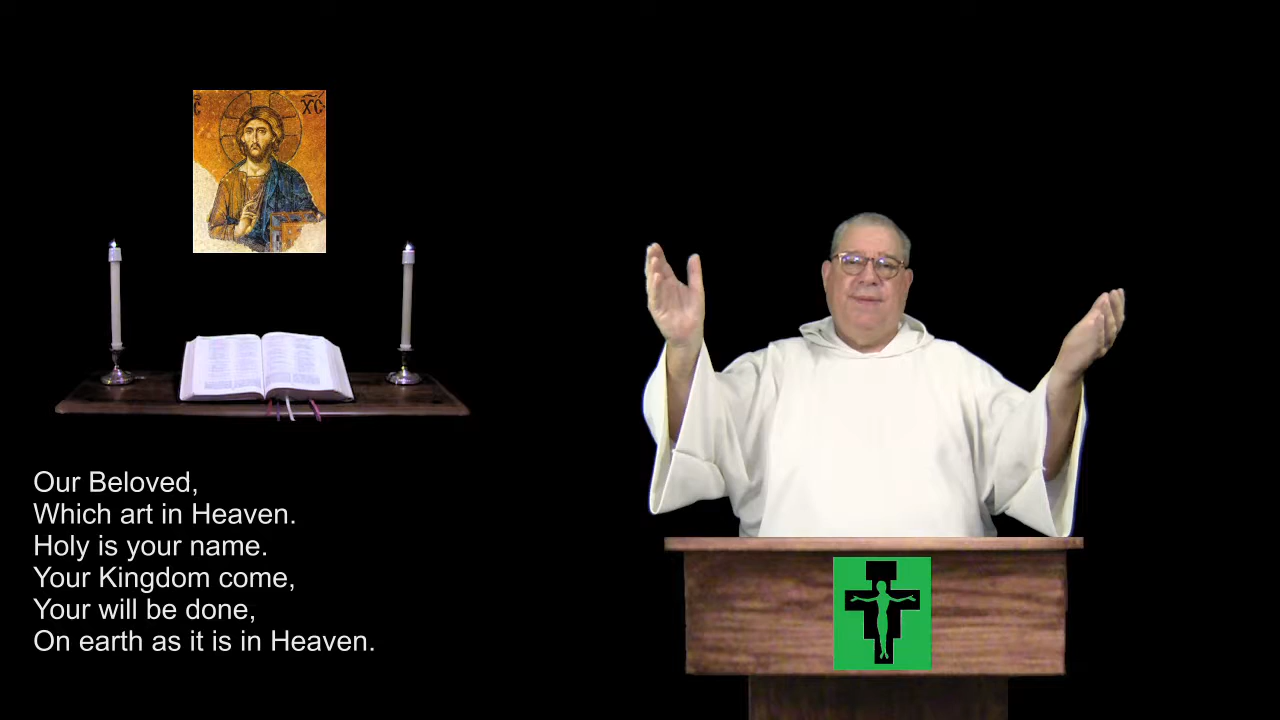 C XC
Our Beloved,
Which art in Heaven.
Holy is your name.
Your Kingdom come,
Your will be done,
On earth as it is in Heaven.